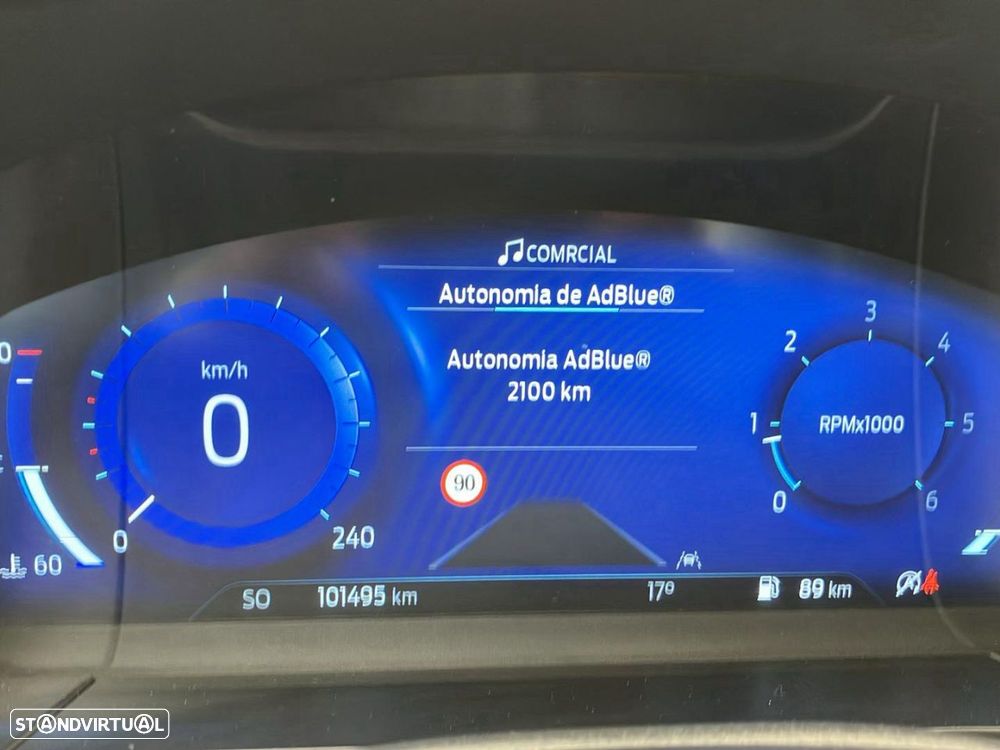 COMRCIAL
Autonomia de AdBlue®
Autonomia AdBlue®
2100 km
km/h
0
0
240
60
90
RPMx1000
0
1
2
3
4
5
6
SO 101495 km 17º 89 km
STANDVIRTUAL